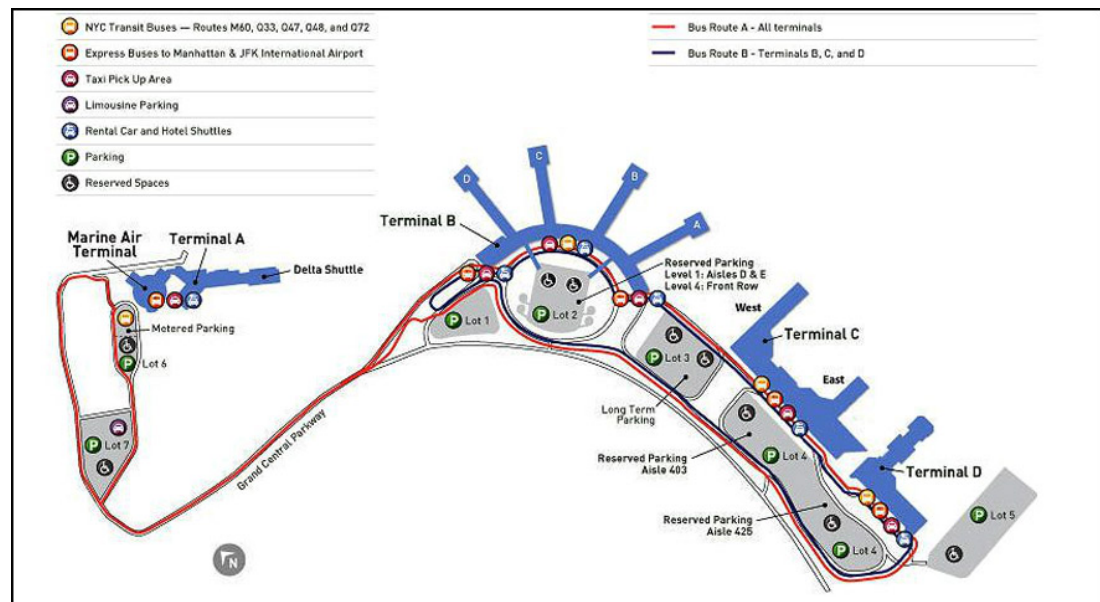 NYC Transit Buses — Routes M60, Q33, Q47, Q48, and Q72
Express Buses to Manhattan & JFK International Airport
Taxi Pick Up Area
Limousine Parking
Rental Car and Hotel Shuttles
P Parking
Reserved Spaces
Bus Route A - All terminals
Bus Route B - Terminals B, C, and D
Marine Air
Terminal
Terminal A
Delta Shuttle
Metered Parking
P Lot 6
P Lot 7
Grand Central Parkway
N
Terminal B
D
C
B
A
Reserved Parking
Level 1: Aisles D & E
Level 4: Front Row
P Lot 1
P Lot 2
P Lot 3
Long Term
Parking
West
Terminal C
East
Reserved Parking
Aisle 403
P Lot 4
Terminal D
Reserved Parking
Aisle 425
P Lot 4
P Lot 5